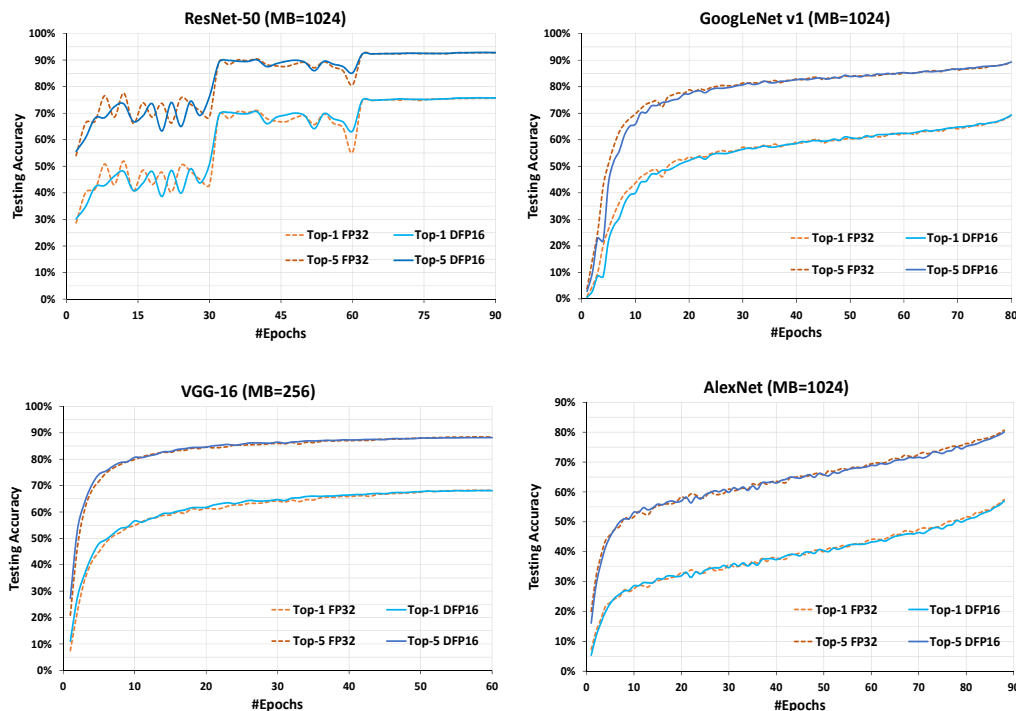 ResNet-50 (MB=1024)
100%
90%
80%
70%
60%
50%
40%
30%
20%
10%
0%
Testing Accuracy
Top-1 FP32 Top-1 DFP16
Top-5 FP32 Top-5 DFP16
0 15 30 45 60 75 90
#Epochs
GoogLeNet v1 (MB=1024)
100%
90%
80%
70%
60%
50%
40%
30%
20%
10%
0%
Testing Accuracy
Top-1 FP32 Top-1 DFP16
Top-5 FP32 Top-5 DFP16
0 10 20 30 40 50 60 70 80
#Epochs
VGG-16 (MB=256)
100%
90%
80%
70%
60%
50%
40%
30%
20%
10%
0%
Testing Accuracy
Top-1 FP32 Top-1 DFP16
Top-5 FP32 Top-5 DFP16
0 10 20 30 40 50 60
#Epochs
AlexNet (MB=1024)
90%
80%
70%
60%
50%
40%
30%
20%
10%
0%
Testing Accuracy
Top-1 FP32 Top-1 DFP16
Top-5 FP32 Top-5 DFP16
0 10 20 30 40 50 60 70 80 90
#Epochs